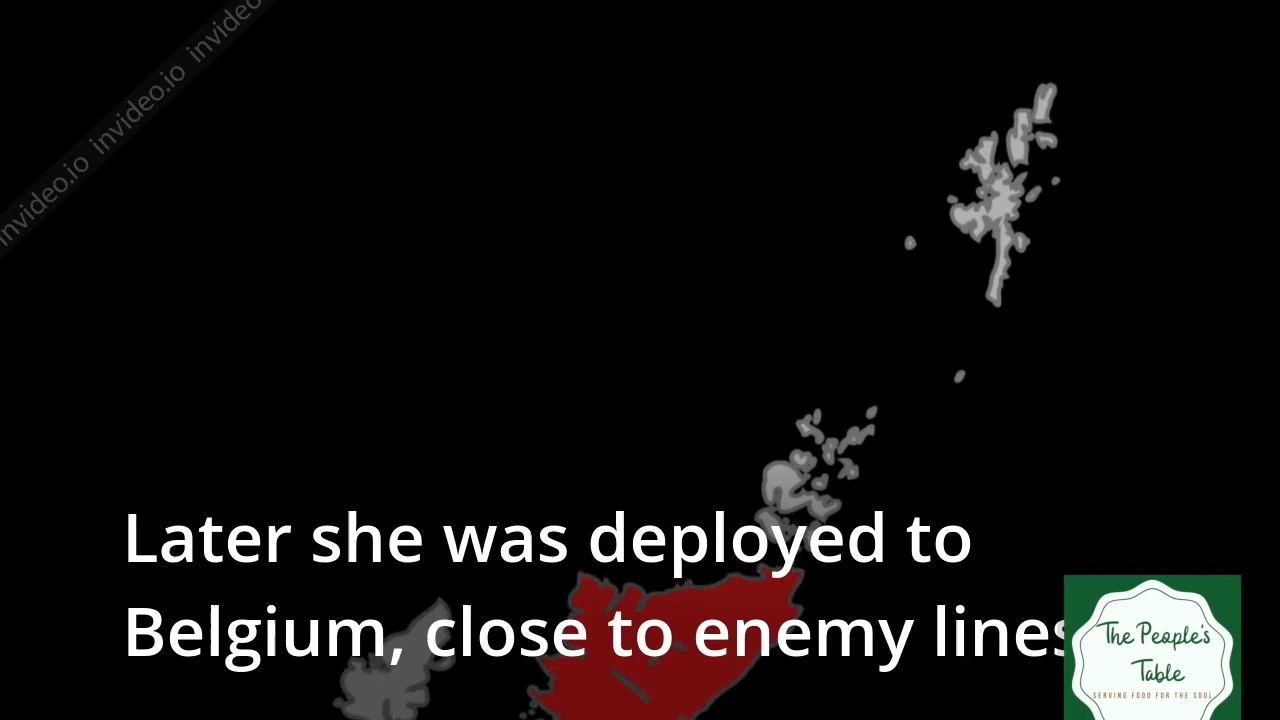 invideo.io invideo.io invideo
Later she was deployed to
Belgium, close to enemy lines
The People's
Table
SERVING FOOD FOR THE SOUL